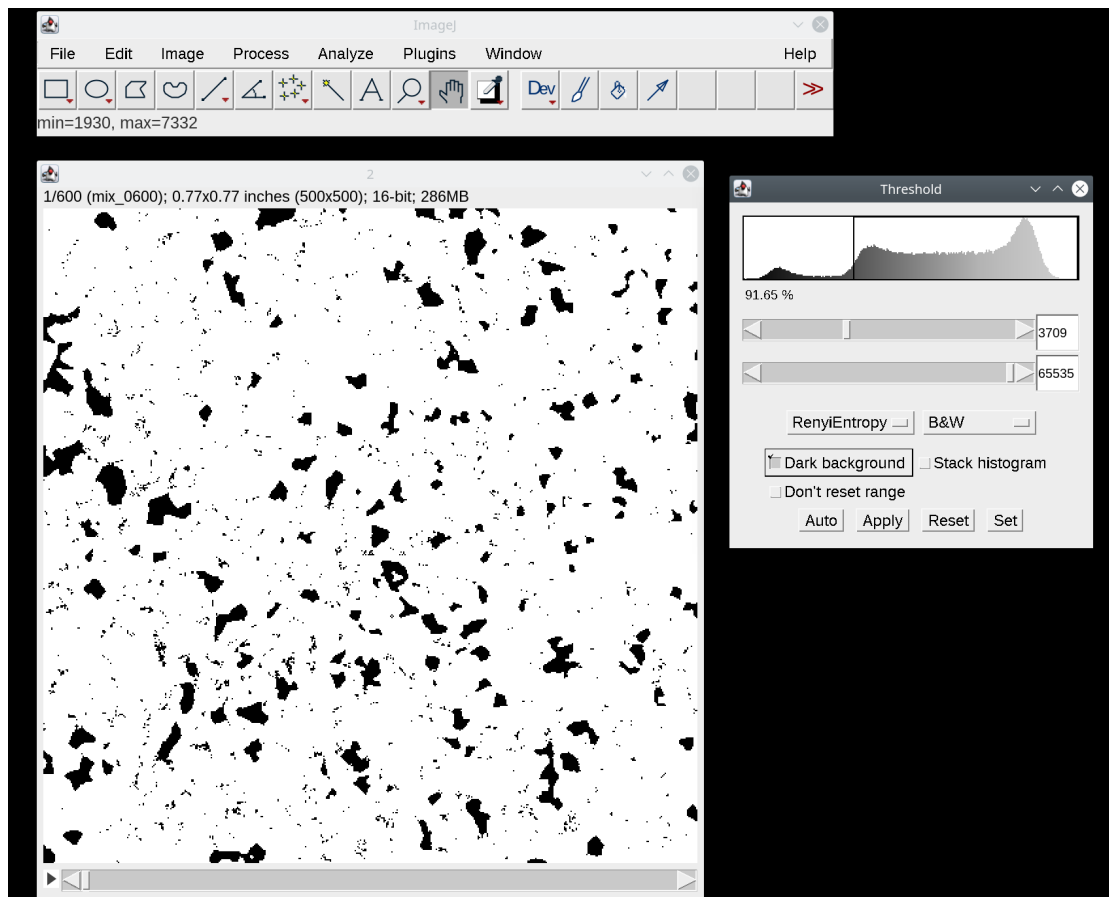 ImageJ
File Edit Image Process Analyze Plugins Window Help
A Dev >>
min=1930, max=7332
2
1/600 (mix_0600); 0.77x0.77 inches (500x500); 16-bit; 286MB
Threshold
91.65 %
3709
65535
RenyiEntropy B&W
Dark background Stack histogram
Don't reset range
Auto Apply Reset Set